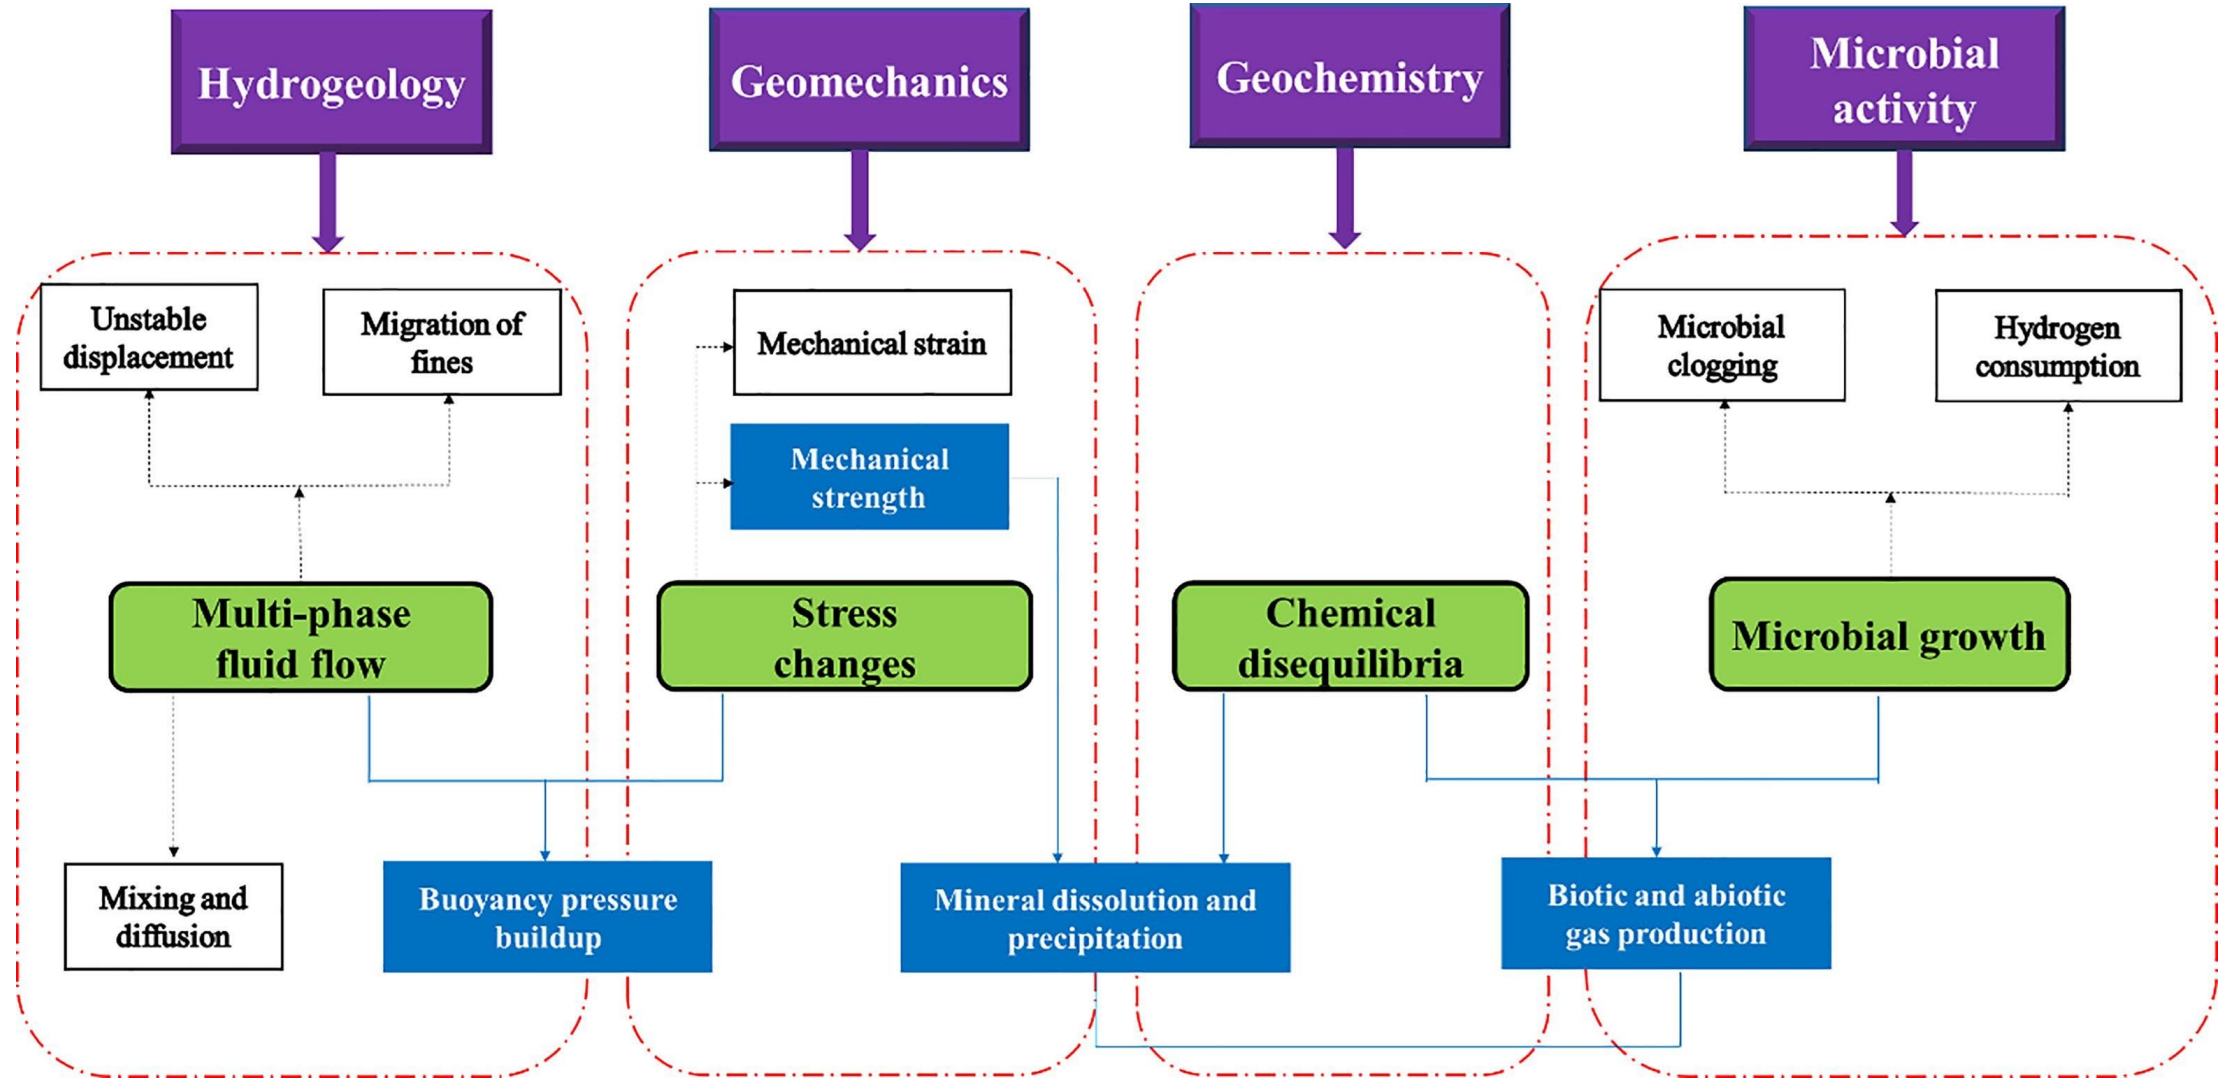 Hydrogeology
Geomechanics
Geochemistry
Microbial
activity
Unstable
displacement
Migration of
fines
Mechanical strain
Mechanical
strength
Microbial
clogging
Hydrogen
consumption
Multi-phase
fluid flow
Stress
changes
Chemical
disequilibria
Microbial growth
Mixing and
diffusion
Buoyancy pressure
buildup
Mineral dissolution and
precipitation
Biotic and abiotic
gas production